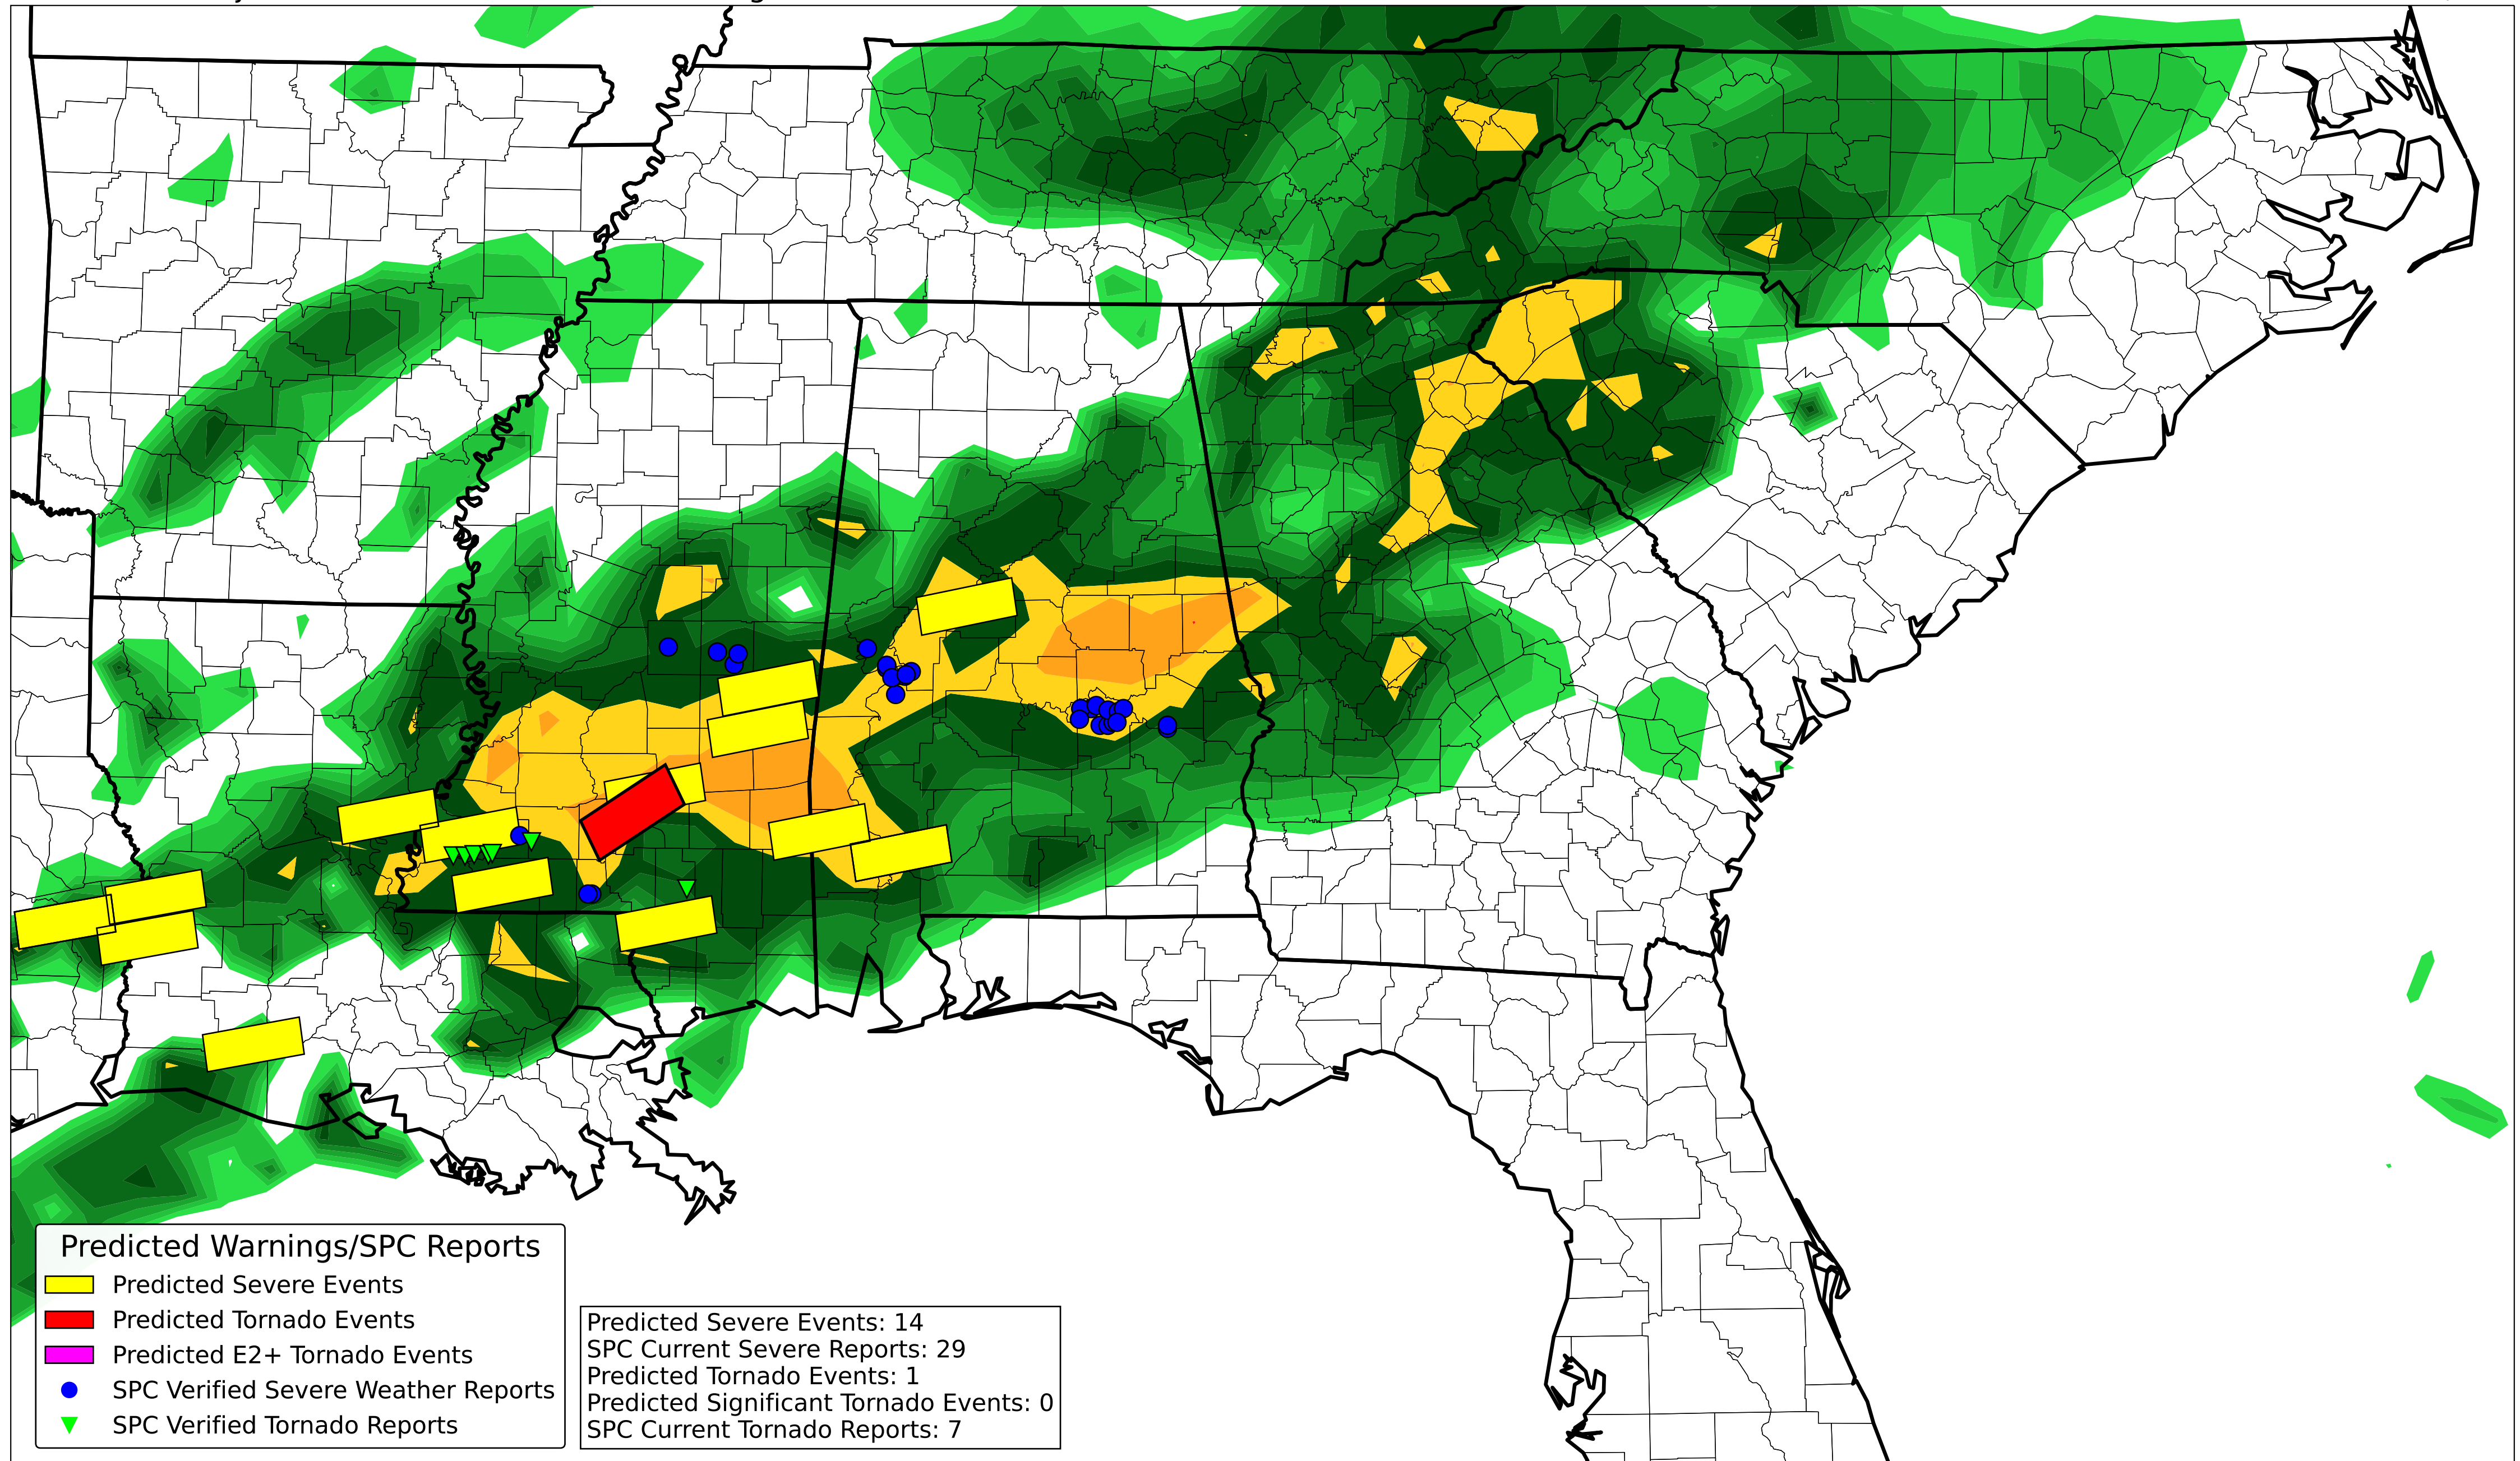 Predicted Warnings/SPC Reports
Predicted Severe Events
Predicted Tornado Events
Predicted E2+ Tornado Events
SPC Verified Severe Weather Reports
SPC Verified Tornado Reports
Predicted Severe Events: 14
SPC Current Severe Reports: 29
Predicted Tornado Events: 1
Predicted Significant Tornado Events: 0
SPC Current Tornado Reports: 7